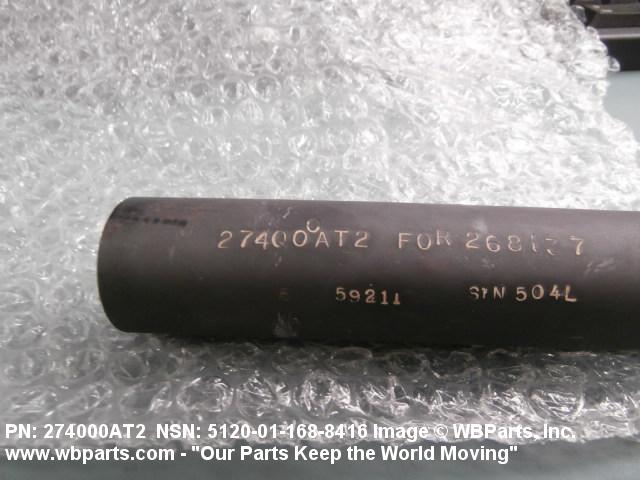 274000AT2 FOR 268137
59211 S/N 504L
PN: 274000AT2 NSN: 5120-01-168-8416 Image © WBParts, Inc.
www.wbparts.com - "Our Parts Keep the World Moving"